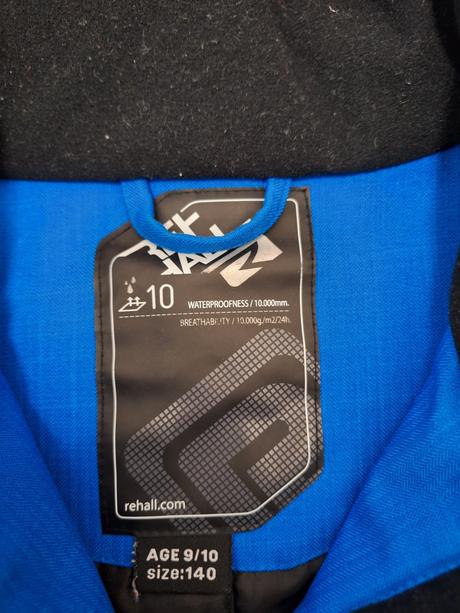 10
WATERPROOFNESS / 10.000mm.
BREATHABILITY / 10.000g/m2/24h.
rehall.com
AGE 9/10
size:140